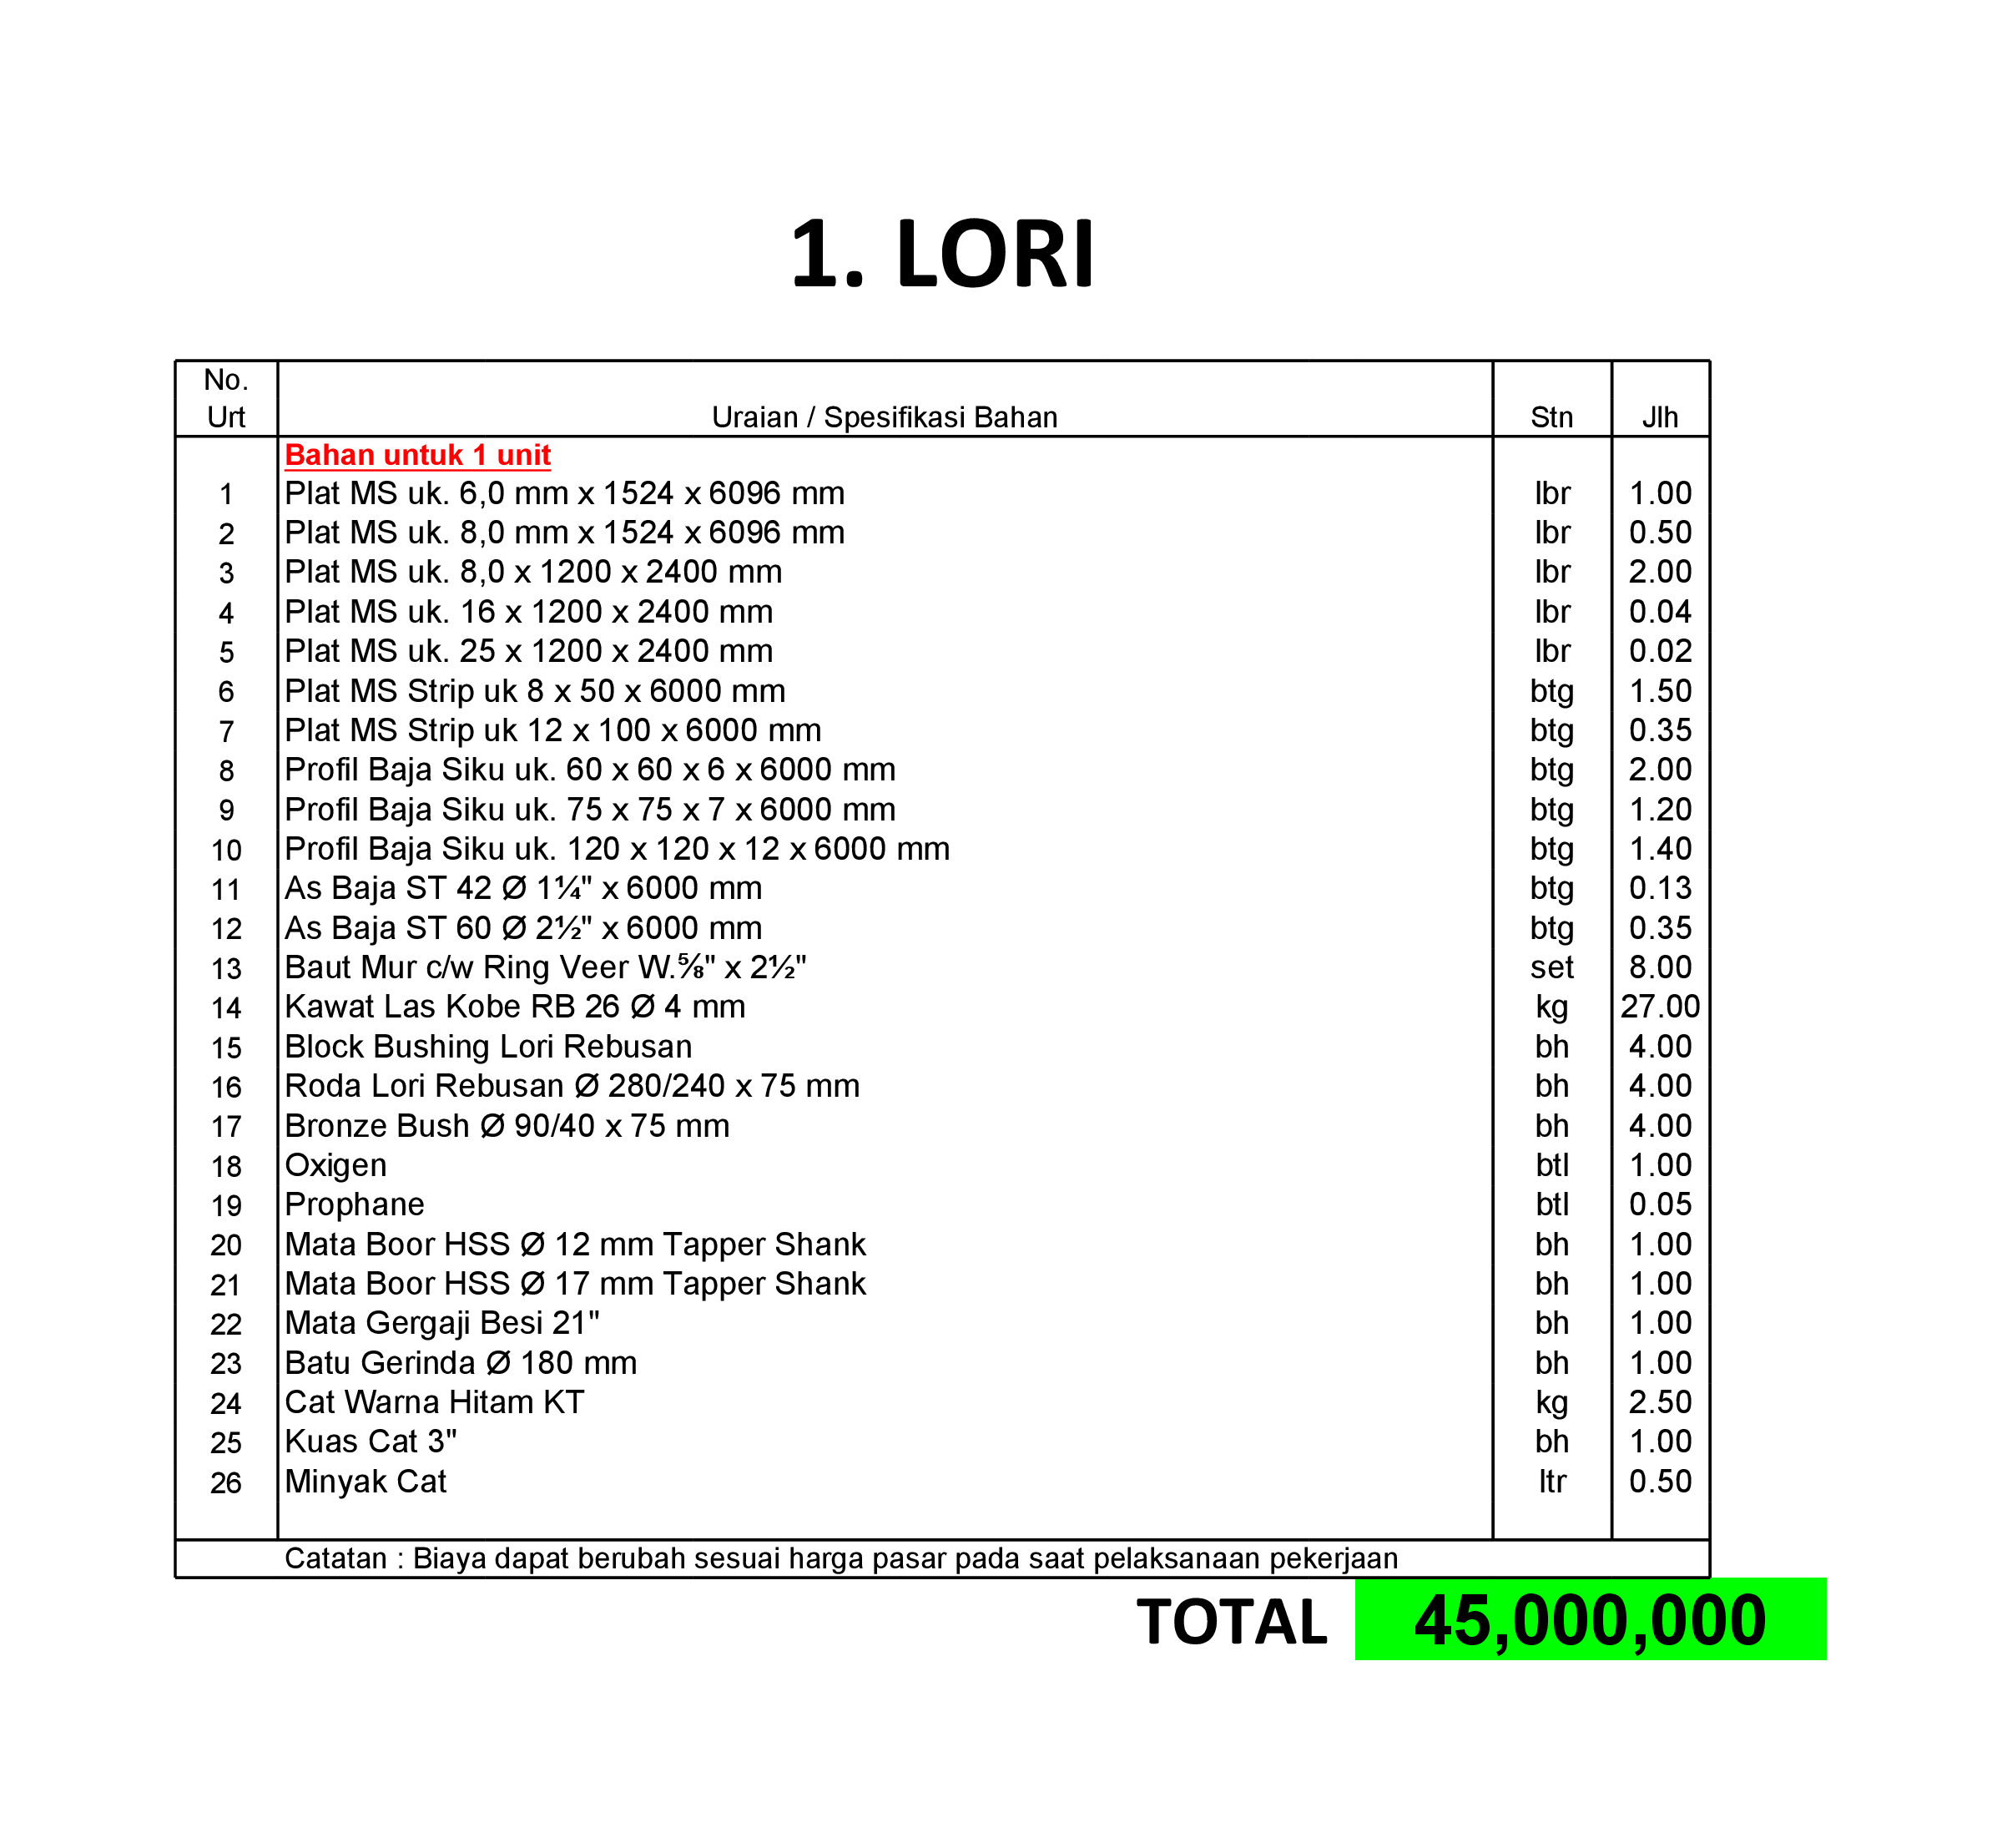 1. LORI
No. Urt Uraian / Spesifikasi Bahan Stn Jlh
Bahan untuk 1 unit
1 Plat MS uk. 6,0 mm x 1524 x 6096 mm lbr 1.00
2 Plat MS uk. 8,0 mm x 1524 x 6096 mm lbr 0.50
3 Plat MS uk. 8,0 x 1200 x 2400 mm lbr 2.00
4 Plat MS uk. 16 x 1200 x 2400 mm lbr 0.04
5 Plat MS uk. 25 x 1200 x 2400 mm lbr 0.02
6 Plat MS Strip uk 8 x 50 x 6000 mm btg 1.50
7 Plat MS Strip uk 12 x 100 x 6000 mm btg 0.35
8 Profil Baja Siku uk. 60 x 60 x 6 x 6000 mm btg 2.00
9 Profil Baja Siku uk. 75 x 75 x 7 x 6000 mm btg 1.20
10 Profil Baja Siku uk. 120 x 120 x 12 x 6000 mm btg 1.40
11 As Baja ST 42 Ø 1¼" x 6000 mm btg 0.13
12 As Baja ST 60 Ø 2½" x 6000 mm btg 0.35
13 Baut Mur c/w Ring Veer W.⅝" x 2½" set 8.00
14 Kawat Las Kobe RB 26 Ø 4 mm kg 27.00
15 Block Bushing Lori Rebusan bh 4.00
16 Roda Lori Rebusan Ø 280/240 x 75 mm bh 4.00
17 Bronze Bush Ø 90/40 x 75 mm bh 4.00
18 Oxigen btl 1.00
19 Prophane btl 0.05
20 Mata Boor HSS Ø 12 mm Tapper Shank bh 1.00
21 Mata Boor HSS Ø 17 mm Tapper Shank bh 1.00
22 Mata Gergaji Besi 21" bh 1.00
23 Batu Gerinda Ø 180 mm bh 1.00
24 Cat Warna Hitam KT kg 2.50
25 Kuas Cat 3" bh 1.00
26 Minyak Cat ltr 0.50
Catatan : Biaya dapat berubah sesuai harga pasar pada saat pelaksanaan pekerjaan
TOTAL 45,000,000